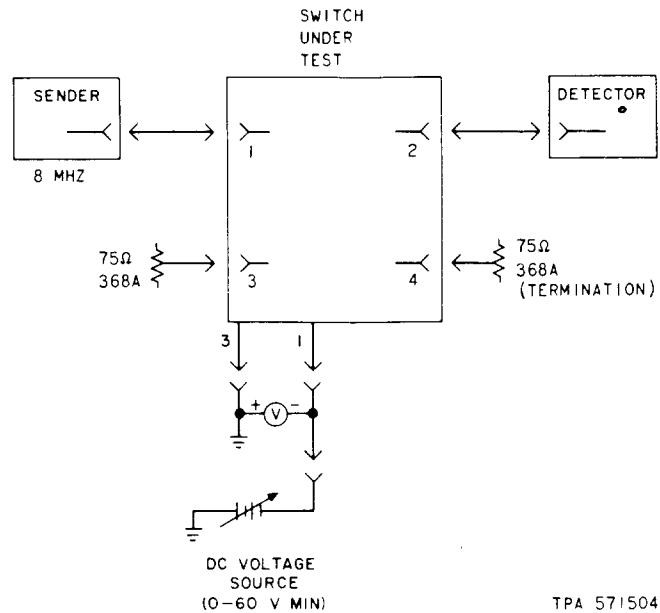 SWITCH
UNDER
TEST
SENDER
DETECTOR
1
2
8 MHZ
75Ω
368A
3
4
75Ω
368A
(TERMINATION)
3
1
+
V
-
DC VOLTAGE
SOURCE
(0-60 V MIN)
TPA 571504